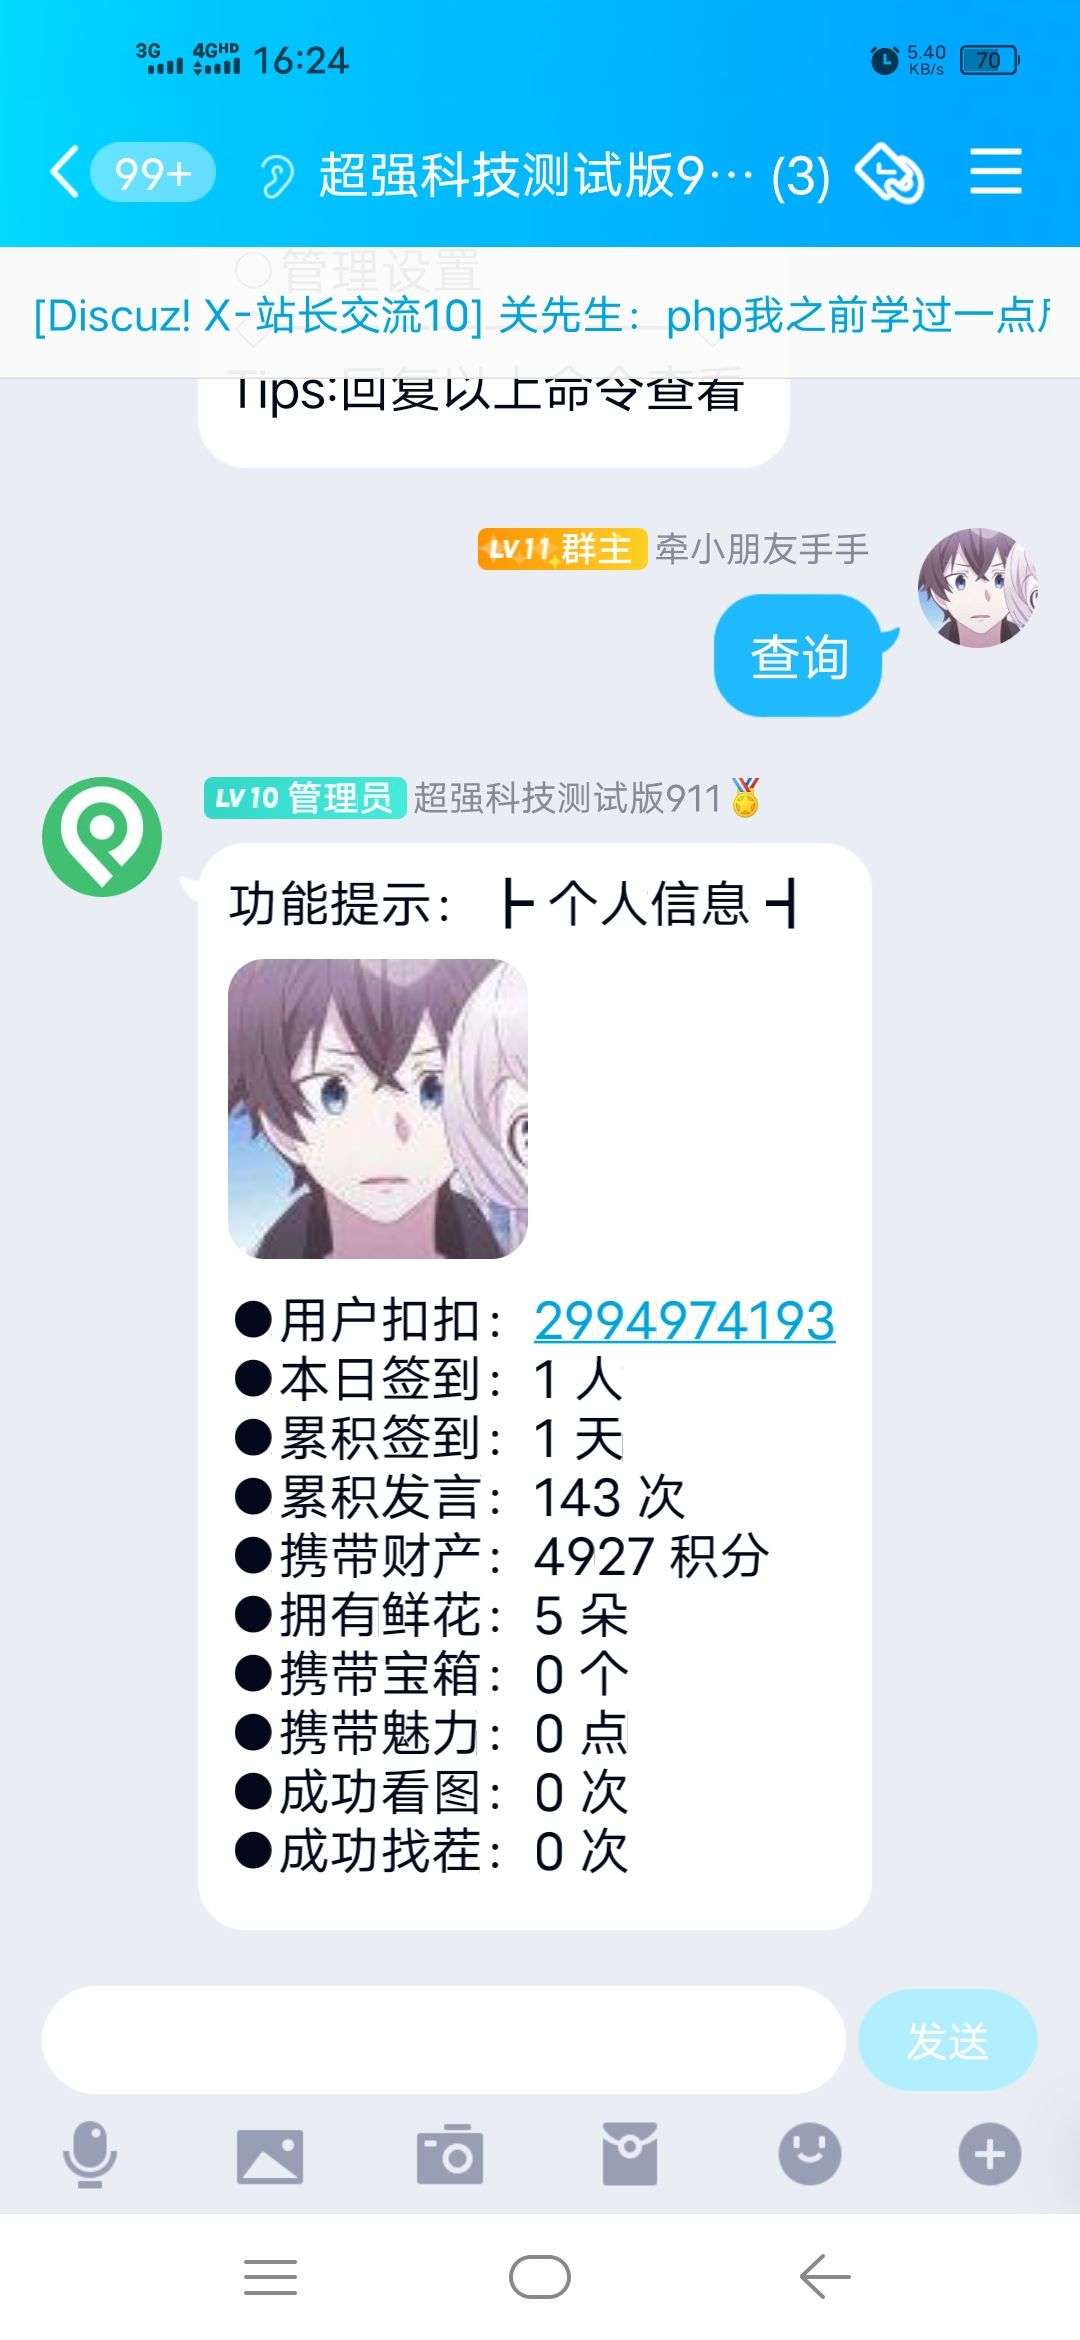 3G 4GHD 16:24 5.40 KB/s 70
99+ 超强科技测试版9… (3)
管理设置
[Discuz! X-站长交流10] 关先生：php我之前学过一点
Tips:回复以上命令查看
LV11 群主 牵小朋友手手
查询
LV10 管理员 超强科技测试版911🏅
功能提示： ┣ 个人信息 ┫
●用户扣扣：2994974193
●本日签到：1 人
●累积签到：1 天
●累积发言：143 次
●携带财产：4927 积分
●拥有鲜花：5 朵
●携带宝箱：0 个
●携带魅力：0 点
●成功看图：0 次
●成功找茬：0 次
发送